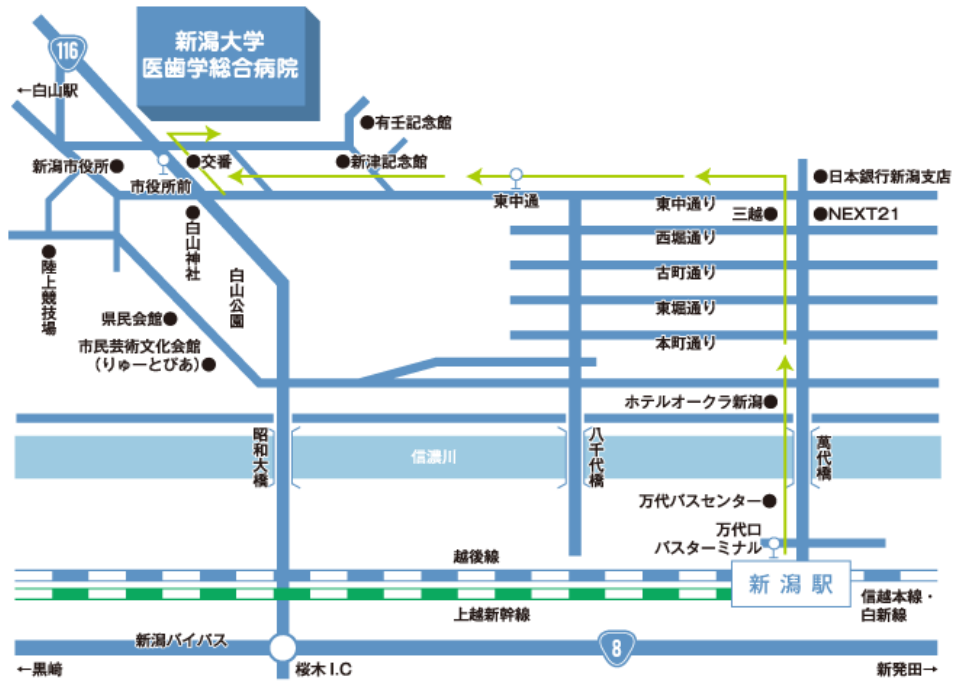 116
新潟大学
医歯学総合病院
←白山駅
●有壬記念館
新潟市役所●
●交番
●新津記念館
市役所前
東中通
●日本銀行新潟支店
東中通り
三越●
●NEXT21
●白山神社
西堀通り
●陸上競技場
白山公園
古町通り
県民会館●
東堀通り
市民芸術文化会館
（りゅーとぴあ）●
本町通り
ホテルオークラ新潟●
昭和大橋
信濃川
八千代橋
萬代橋
万代バスセンター●
万代口
バスターミナル
越後線
新潟駅
上越新幹線
信越本線・
白新線
新潟バイパス
8
←黒崎
桜木I.C
新発田→